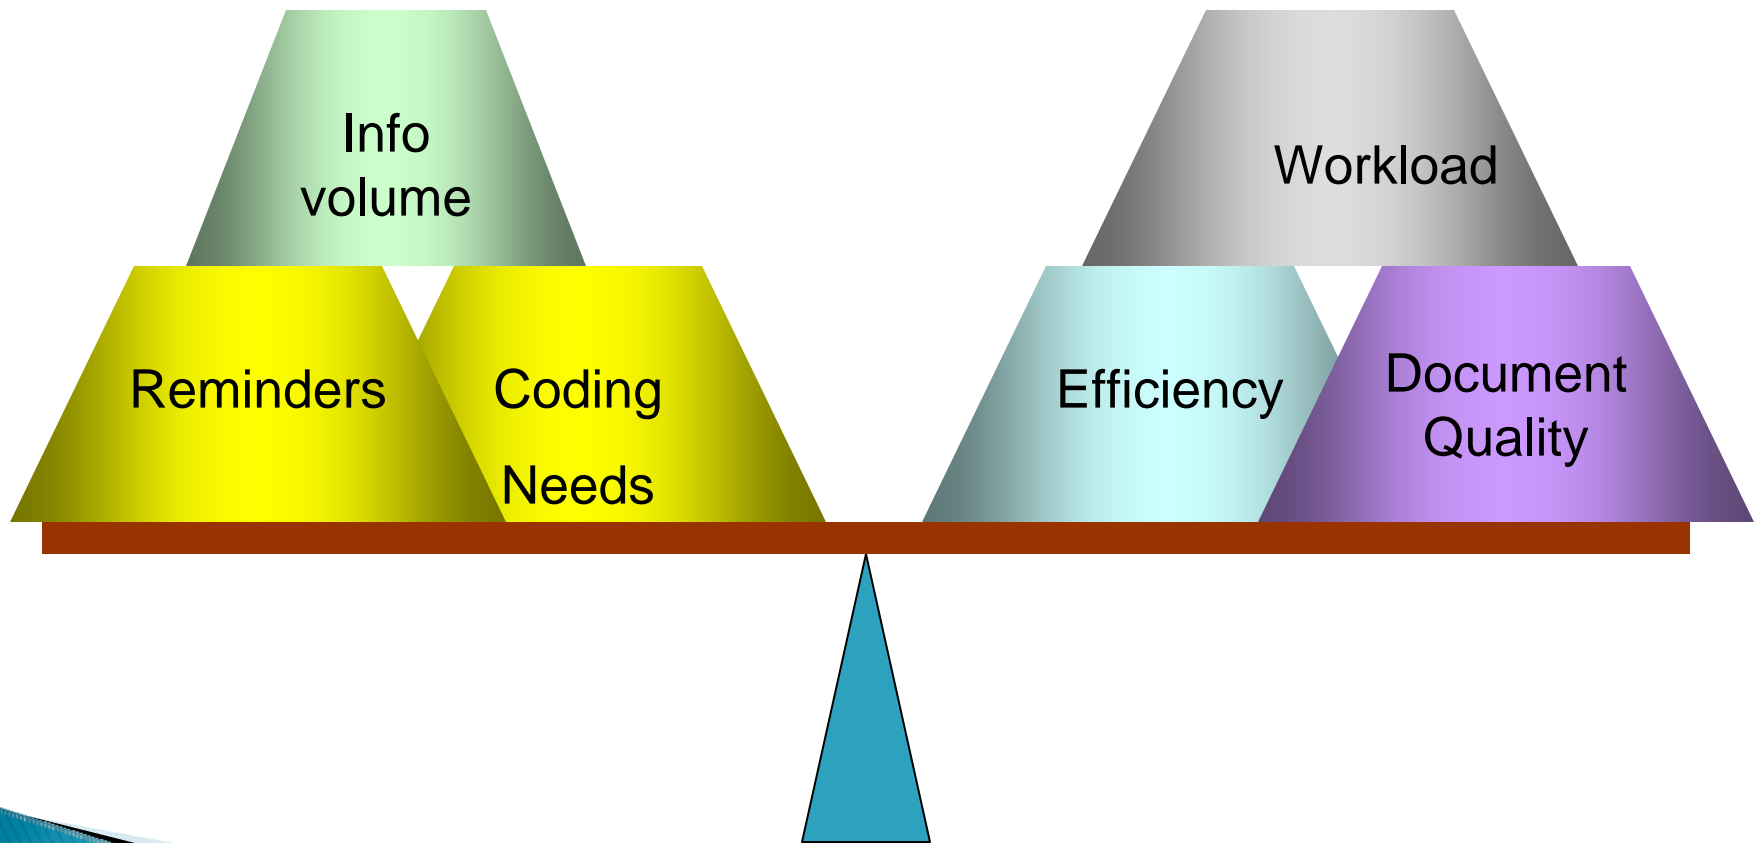 Info
volume
Workload
Reminders
Coding
Needs
Efficiency
Document
Quality